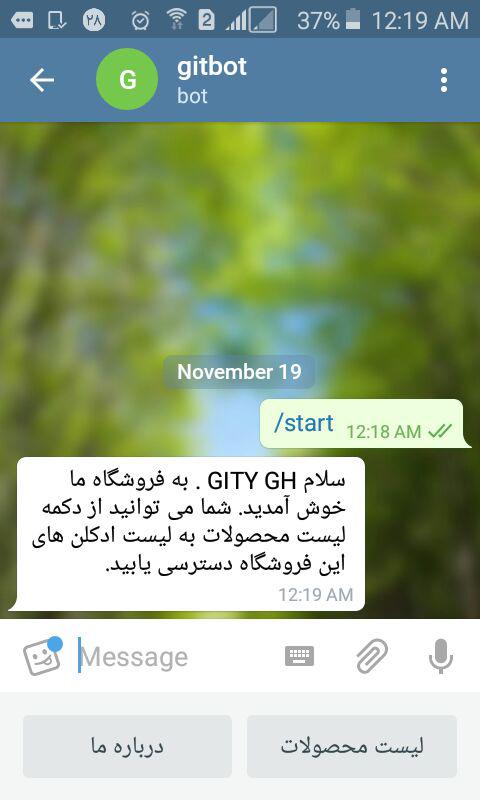 ۲۸ 2 37% 12:19 AM
G
gitbot
bot
November 19
/start 12:18 AM
سلام GITY GH . به فروشگاه ما
خوش آمدید. شما می توانید از دکمه
لیست محصولات به لیست ادکلن های
این فروشگاه دسترسی یابید.
12:19 AM
Message
درباره ما
لیست محصولات